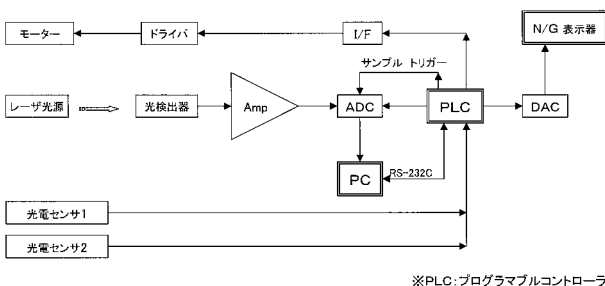 N/G 表示器
モーター
ドライバ
I/F
サンプル トリガー
レーザ光源
光検出器
Amp
ADC
PLC
DAC
PC
RS-232C
光電センサ1
光電センサ2
※PLC:プログラマブルコントローラ